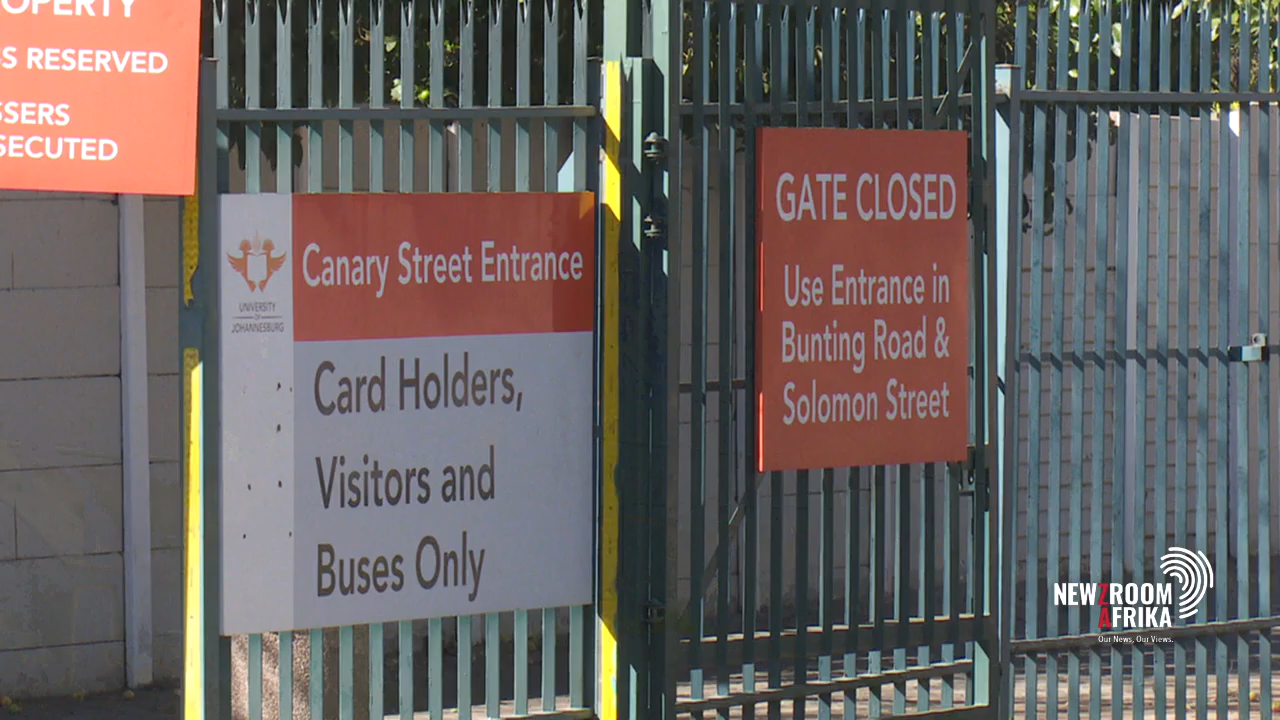 OPERTY
S RESERVED
SSERS
SECUTED
UNIVERSITY
OF
JOHANNESBURG
Canary Street Entrance
Card Holders,
Visitors and
Buses Only
GATE CLOSED
Use Entrance in
Bunting Road &
Solomon Street
NEWZROOM
AFRIKA
Our News, Our Views.